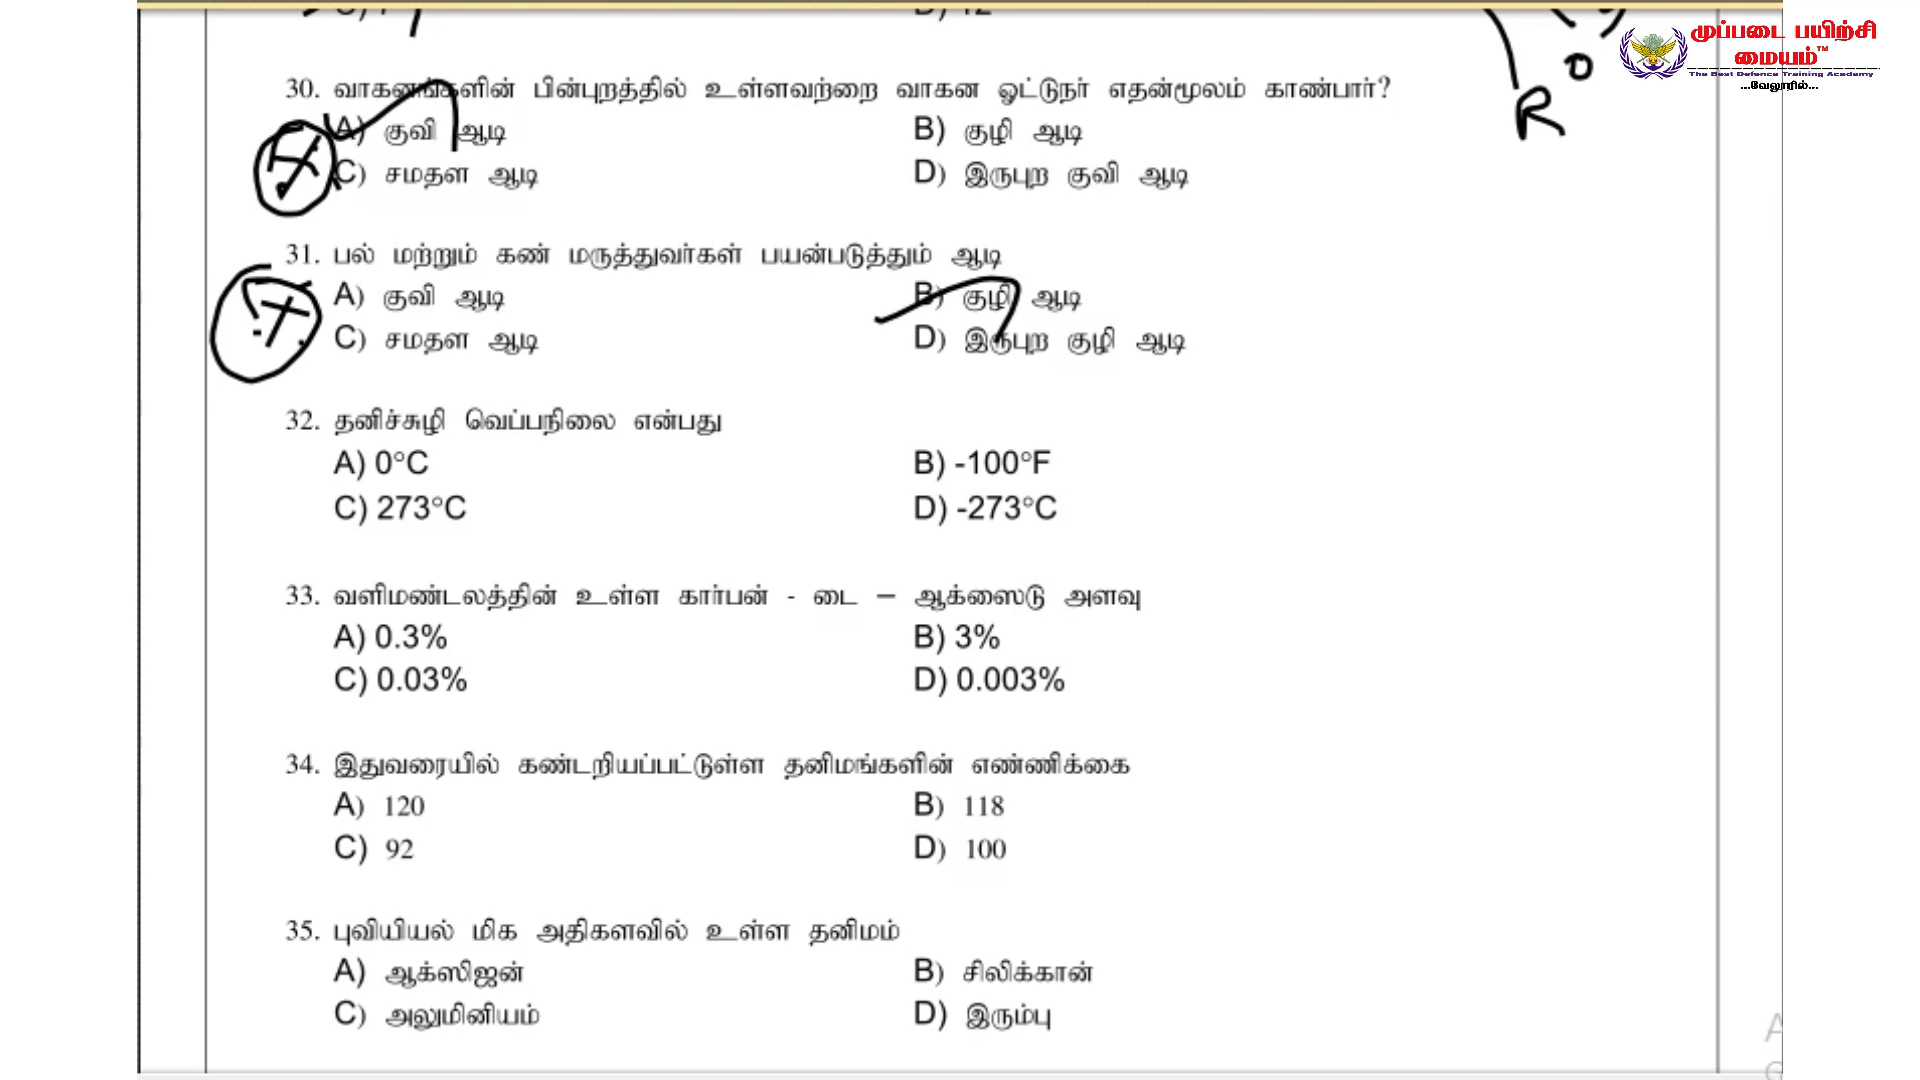 முப்படை பயிற்சி
மையம்™
The Best Defence Training Academy
...வேலூரில்...
R
30. வாகனங்களின் பின்புறத்தில் உள்ளவற்றை வாகன ஓட்டுநர் எதன்மூலம் காண்பார்?
A) குவி ஆடி B) குழி ஆடி
C) சமதள ஆடி D) இருபுற குவி ஆடி
31. பல் மற்றும் கண் மருத்துவர்கள் பயன்படுத்தும் ஆடி
A) குவி ஆடி B) குழி ஆடி
C) சமதள ஆடி D) இருபுற குழி ஆடி
32. தனிச்சுழி வெப்பநிலை என்பது
A) 0°C B) -100°F
C) 273°C D) -273°C
33. வளிமண்டலத்தின் உள்ள கார்பன் - டை – ஆக்ஸைடு அளவு
A) 0.3% B) 3%
C) 0.03% D) 0.003%
34. இதுவரையில் கண்டறியப்பட்டுள்ள தனிமங்களின் எண்ணிக்கை
A) 120 B) 118
C) 92 D) 100
35. புவியியல் மிக அதிகளவில் உள்ள தனிமம்
A) ஆக்ஸிஜன் B) சிலிக்கான்
C) அலுமினியம் D) இரும்பு